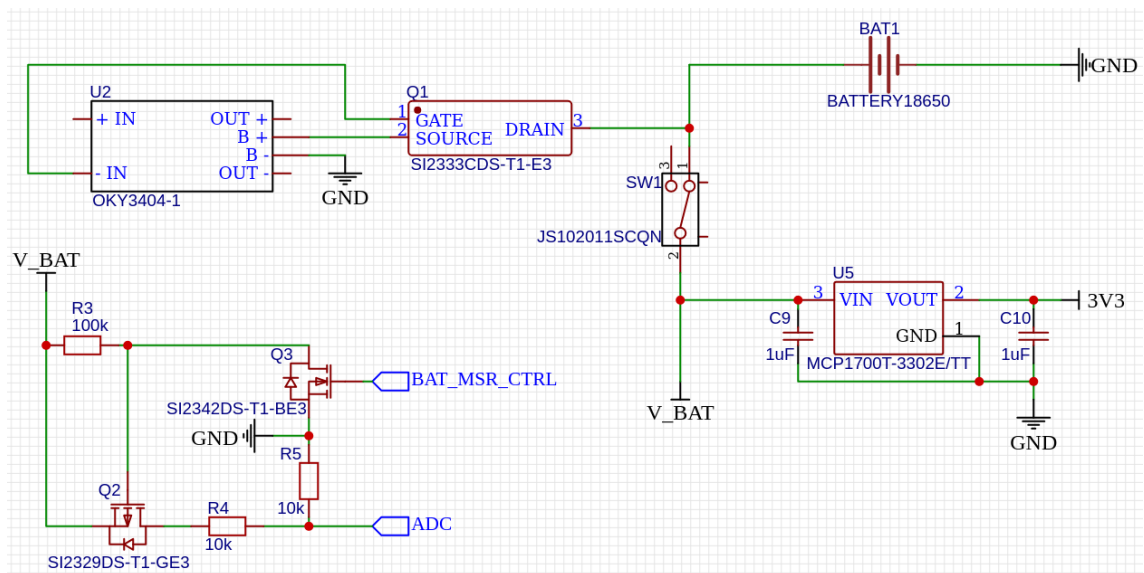 BAT1
GND
BATTERY18650
U2
+ IN
- IN
OUT +
B +
B -
OUT -
OKY3404-1
GND
Q1
1
2
GATE
SOURCE
DRAIN
3
SI2333CDS-T1-E3
3
1
SW1
JS102011SCQN
2
V_BAT
R3
100k
Q3
SI2342DS-T1-BE3
BAT_MSR_CTRL
GND
R5
10k
Q2
SI2329DS-T1-GE3
R4
10k
ADC
V_BAT
U5
3
VIN
VOUT
2
GND
1
MCP1700T-3302E/TT
C9
1uF
C10
1uF
3V3
GND